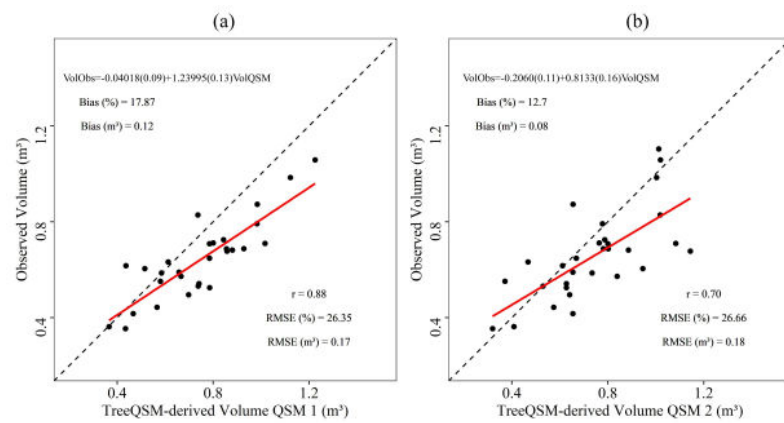 (a)
VolObs=-0.04018(0.09)+1.23995(0.13)VolQSM
Bias (%) = 17.87
Bias (m³) = 0.12
r = 0.88
RMSE (%) = 26.35
RMSE (m³) = 0.17
Observed Volume (m³)
0.4
0.8
1.2
0.4
0.8
1.2
TreeQSM-derived Volume QSM 1 (m³)
(b)
VolObs=-0.2060(0.11)+0.8133(0.16)VolQSM
Bias (%) = 12.7
Bias (m³) = 0.08
r = 0.70
RMSE (%) = 26.66
RMSE (m³) = 0.18
Observed Volume (m³)
0.4
0.8
1.2
0.4
0.8
1.2
TreeQSM-derived Volume QSM 2 (m³)